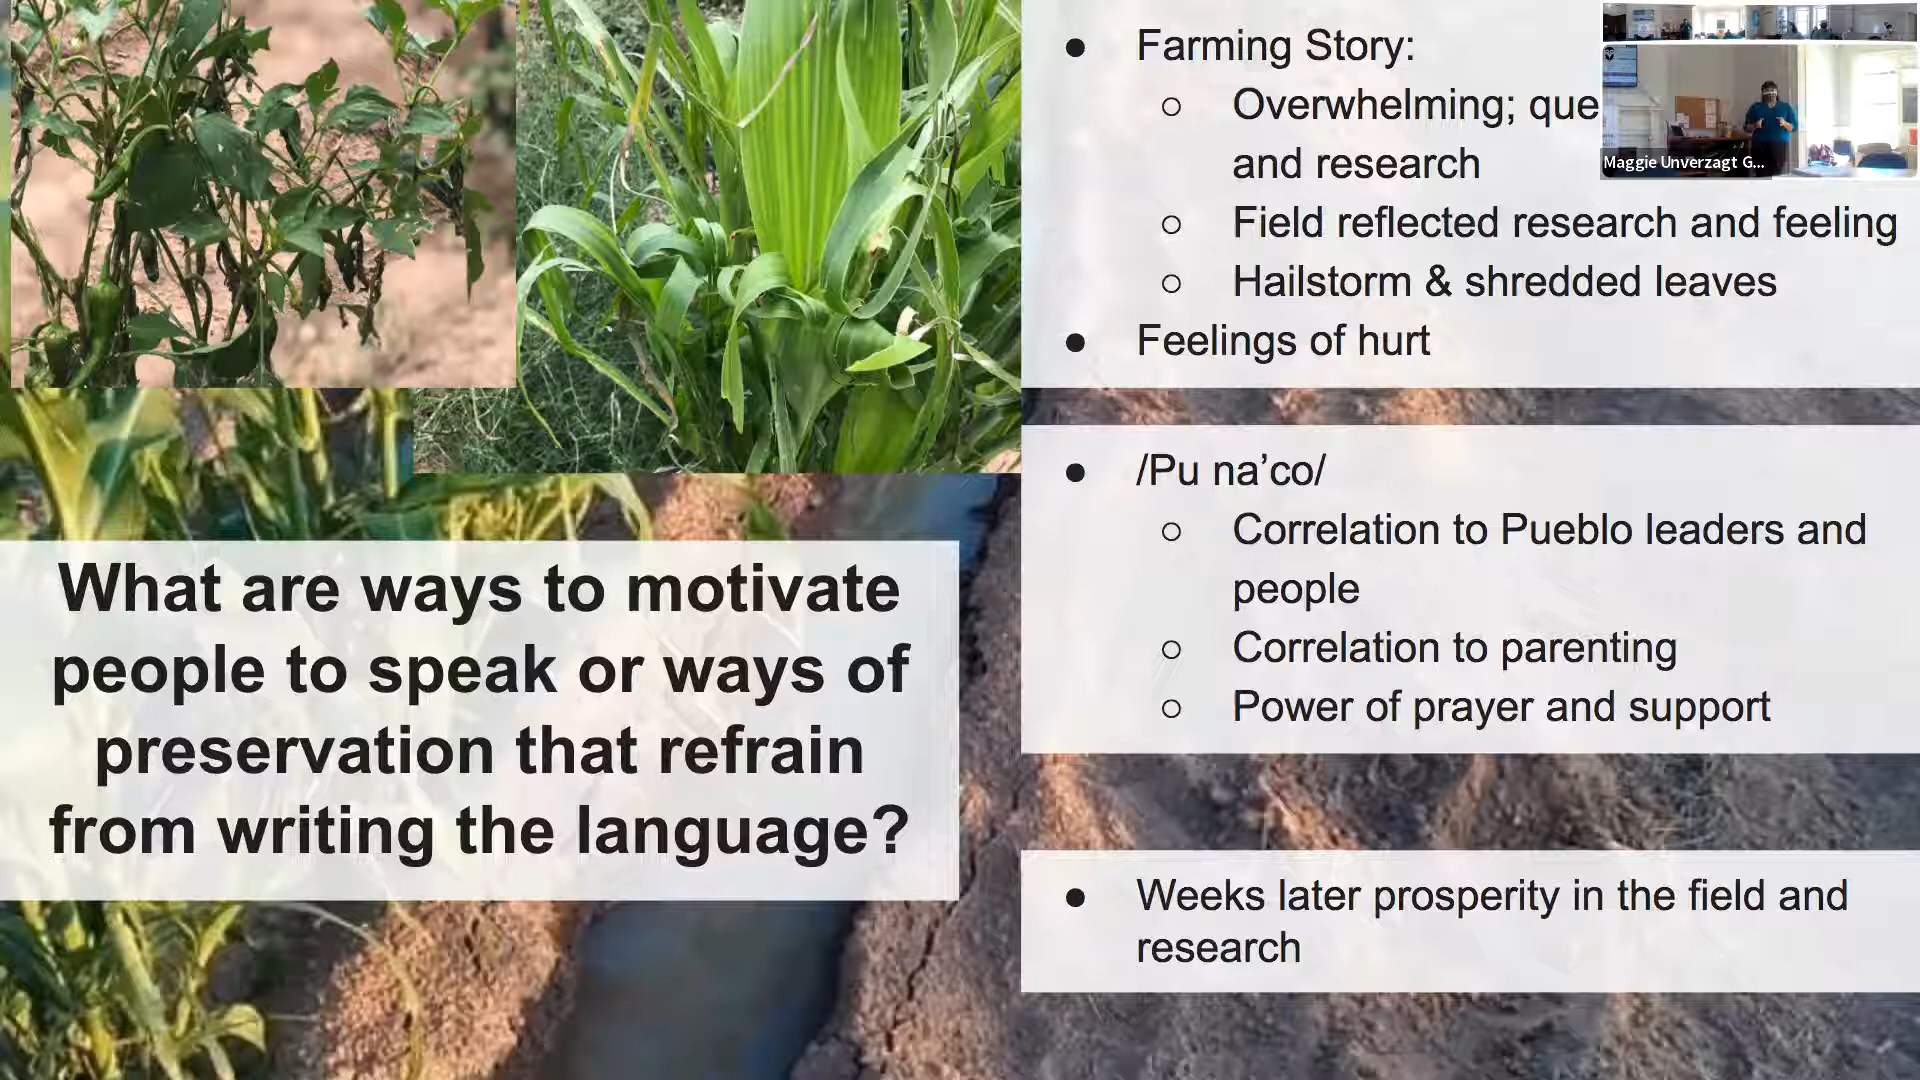 Farming Story:
Overwhelming; que
and research
Field reflected research and feeling
Hailstorm & shredded leaves
Feelings of hurt
Maggie Unverzagt G...
/Pu na’co/
Correlation to Pueblo leaders and
people
Correlation to parenting
Power of prayer and support
What are ways to motivate
people to speak or ways of
preservation that refrain
from writing the language?
Weeks later prosperity in the field and
research